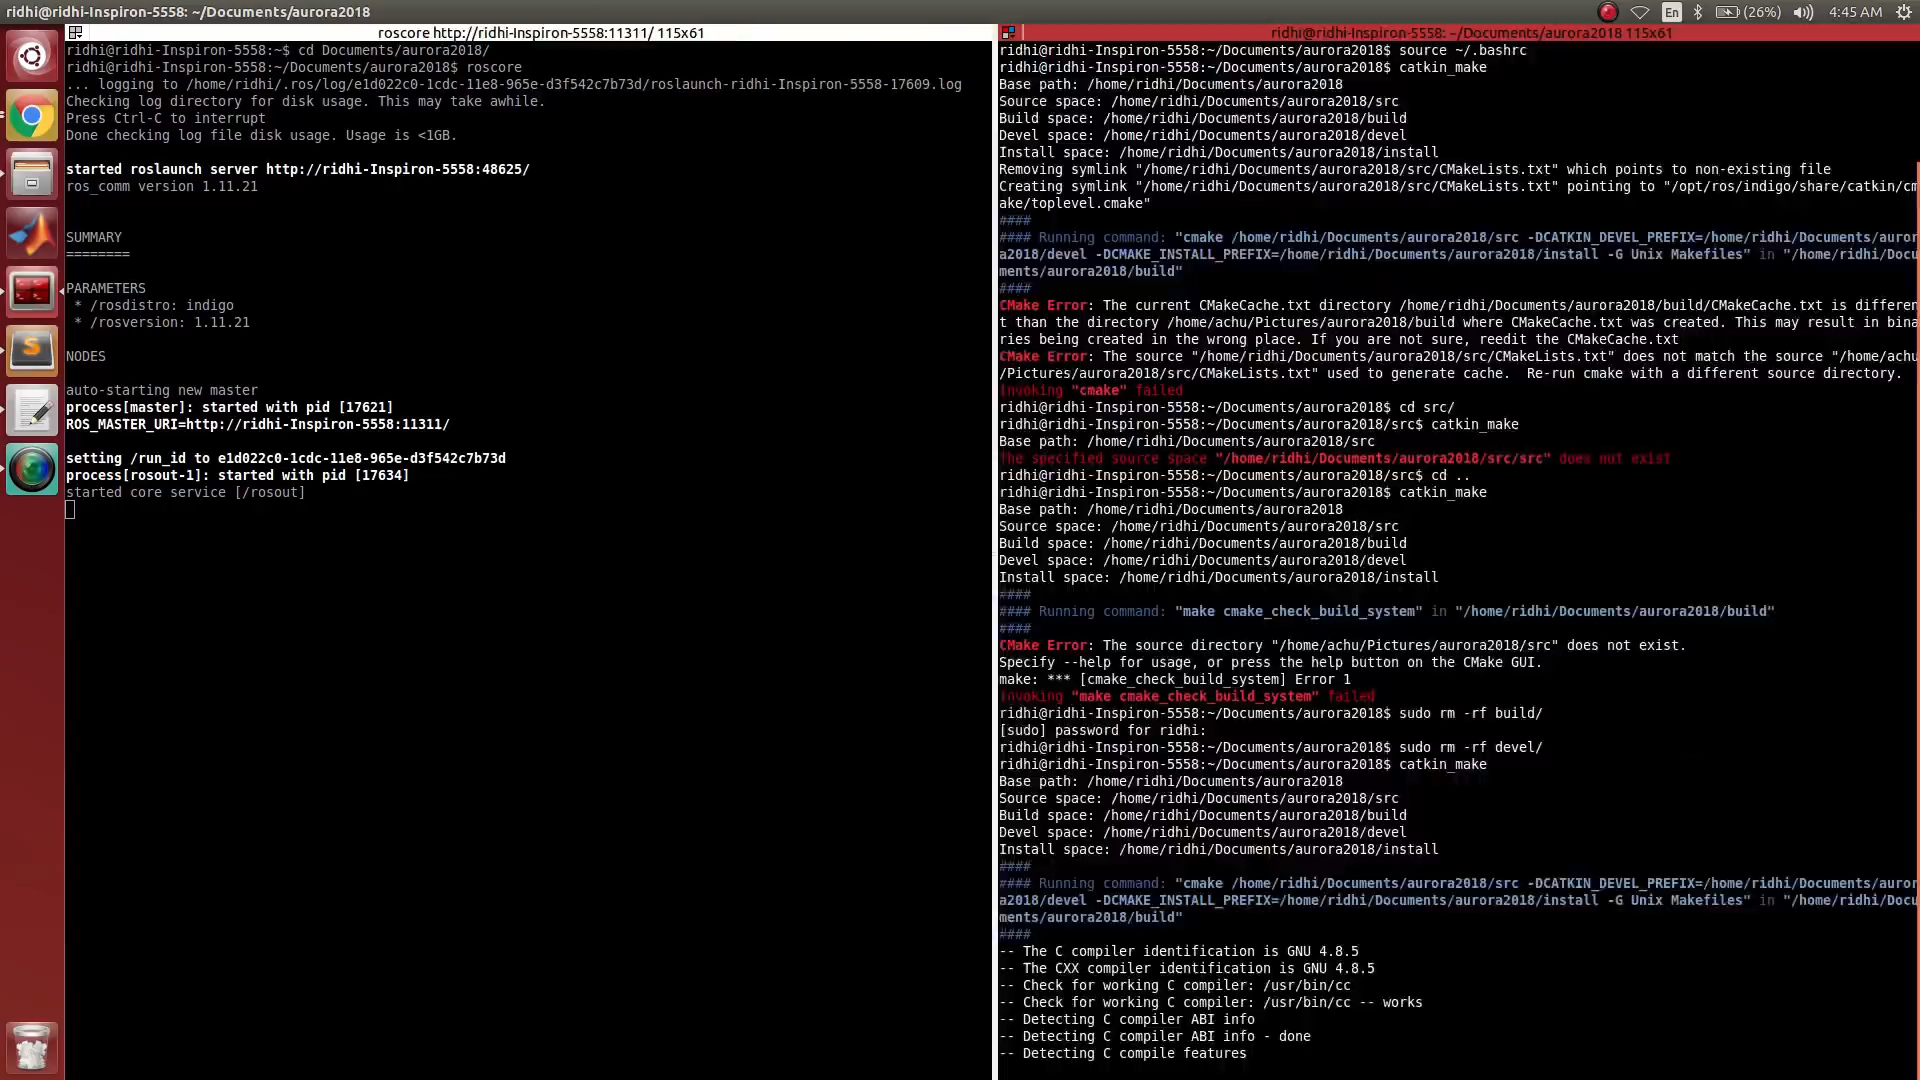 ridhi@ridhi-Inspiron-5558: ~/Documents/aurora2018
En
(26%)
4:45 AM
roscore http://ridhi-Inspiron-5558:11311/ 115x61
ridhi@ridhi-Inspiron-5558:~$ cd Documents/aurora2018/
ridhi@ridhi-Inspiron-5558:~/Documents/aurora2018$ roscore
... logging to /home/ridhi/.ros/log/e1d022c0-1cdc-11e8-965e-d3f542c7b73d/roslaunch-ridhi-Inspiron-5558-17609.log
Checking log directory for disk usage. This may take awhile.
Press Ctrl-C to interrupt
Done checking log file disk usage. Usage is <1GB.
started roslaunch server http://ridhi-Inspiron-5558:48625/
ros_comm version 1.11.21
SUMMARY
========
PARAMETERS
* /rosdistro: indigo
* /rosversion: 1.11.21
NODES
auto-starting new master
process[master]: started with pid [17621]
ROS_MASTER_URI=http://ridhi-Inspiron-5558:11311/
setting /run_id to e1d022c0-1cdc-11e8-965e-d3f542c7b73d
process[rosout-1]: started with pid [17634]
started core service [/rosout]
ridhi@ridhi-Inspiron-5558: ~/Documents/aurora2018 115x61
ridhi@ridhi-Inspiron-5558:~/Documents/aurora2018$ source ~/.bashrc
ridhi@ridhi-Inspiron-5558:~/Documents/aurora2018$ catkin_make
Base path: /home/ridhi/Documents/aurora2018
Source space: /home/ridhi/Documents/aurora2018/src
Build space: /home/ridhi/Documents/aurora2018/build
Devel space: /home/ridhi/Documents/aurora2018/devel
Install space: /home/ridhi/Documents/aurora2018/install
Removing symlink "/home/ridhi/Documents/aurora2018/src/CMakeLists.txt" which points to non-existing file
Creating symlink "/home/ridhi/Documents/aurora2018/src/CMakeLists.txt" pointing to "/opt/ros/indigo/share/catkin/cm
ake/toplevel.cmake"
####
#### Running command: "cmake /home/ridhi/Documents/aurora2018/src -DCATKIN_DEVEL_PREFIX=/home/ridhi/Documents/auror
a2018/devel -DCMAKE_INSTALL_PREFIX=/home/ridhi/Documents/aurora2018/install -G Unix Makefiles" in "/home/ridhi/Docu
ments/aurora2018/build"
####
CMake Error: The current CMakeCache.txt directory /home/ridhi/Documents/aurora2018/build/CMakeCache.txt is differen
t than the directory /home/achu/Pictures/aurora2018/build where CMakeCache.txt was created. This may result in bina
ries being created in the wrong place. If you are not sure, reedit the CMakeCache.txt
CMake Error: The source "/home/ridhi/Documents/aurora2018/src/CMakeLists.txt" does not match the source "/home/achu
/Pictures/aurora2018/src/CMakeLists.txt" used to generate cache.  Re-run cmake with a different source directory.
Invoking "cmake" failed
ridhi@ridhi-Inspiron-5558:~/Documents/aurora2018$ cd src/
ridhi@ridhi-Inspiron-5558:~/Documents/aurora2018/src$ catkin_make
Base path: /home/ridhi/Documents/aurora2018/src
The specified source space "/home/ridhi/Documents/aurora2018/src/src" does not exist
ridhi@ridhi-Inspiron-5558:~/Documents/aurora2018/src$ cd ..
ridhi@ridhi-Inspiron-5558:~/Documents/aurora2018$ catkin_make
Base path: /home/ridhi/Documents/aurora2018
Source space: /home/ridhi/Documents/aurora2018/src
Build space: /home/ridhi/Documents/aurora2018/build
Devel space: /home/ridhi/Documents/aurora2018/devel
Install space: /home/ridhi/Documents/aurora2018/install
####
#### Running command: "make cmake_check_build_system" in "/home/ridhi/Documents/aurora2018/build"
####
CMake Error: The source directory "/home/achu/Pictures/aurora2018/src" does not exist.
Specify --help for usage, or press the help button on the CMake GUI.
make: *** [cmake_check_build_system] Error 1
Invoking "make cmake_check_build_system" failed
ridhi@ridhi-Inspiron-5558:~/Documents/aurora2018$ sudo rm -rf build/
[sudo] password for ridhi:
ridhi@ridhi-Inspiron-5558:~/Documents/aurora2018$ sudo rm -rf devel/
ridhi@ridhi-Inspiron-5558:~/Documents/aurora2018$ catkin_make
Base path: /home/ridhi/Documents/aurora2018
Source space: /home/ridhi/Documents/aurora2018/src
Build space: /home/ridhi/Documents/aurora2018/build
Devel space: /home/ridhi/Documents/aurora2018/devel
Install space: /home/ridhi/Documents/aurora2018/install
####
#### Running command: "cmake /home/ridhi/Documents/aurora2018/src -DCATKIN_DEVEL_PREFIX=/home/ridhi/Documents/auror
a2018/devel -DCMAKE_INSTALL_PREFIX=/home/ridhi/Documents/aurora2018/install -G Unix Makefiles" in "/home/ridhi/Docu
ments/aurora2018/build"
####
-- The C compiler identification is GNU 4.8.5
-- The CXX compiler identification is GNU 4.8.5
-- Check for working C compiler: /usr/bin/cc
-- Check for working C compiler: /usr/bin/cc -- works
-- Detecting C compiler ABI info
-- Detecting C compiler ABI info - done
-- Detecting C compile features